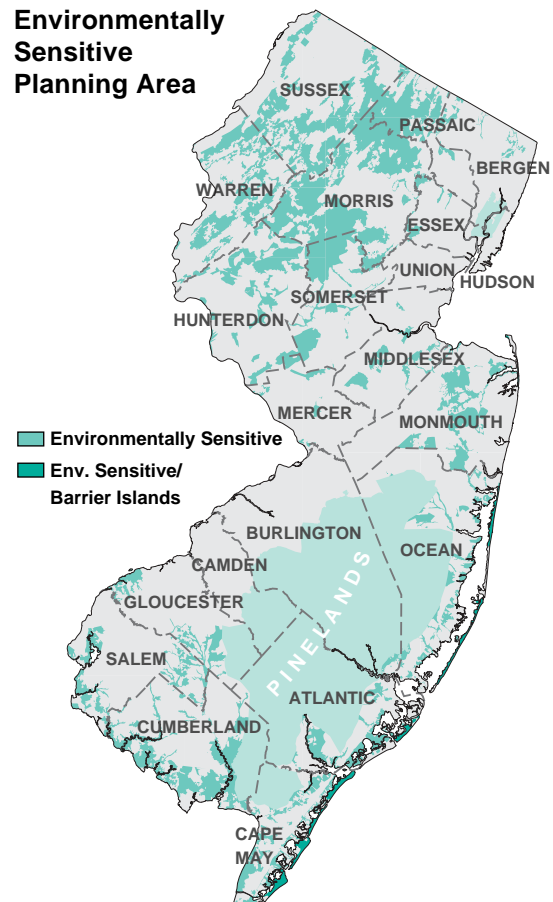 Environmentally
Sensitive
Planning Area
SUSSEX
PASSAIC
BERGEN
WARREN
MORRIS
ESSEX
UNION
HUDSON
SOMERSET
HUNTERDON
MIDDLESEX
MERCER
MONMOUTH
Environmentally Sensitive
Env. Sensitive/
Barrier Islands
BURLINGTON
OCEAN
CAMDEN
GLOUCESTER
PINELANDS
SALEM
ATLANTIC
CUMBERLAND
CAPE
MAY